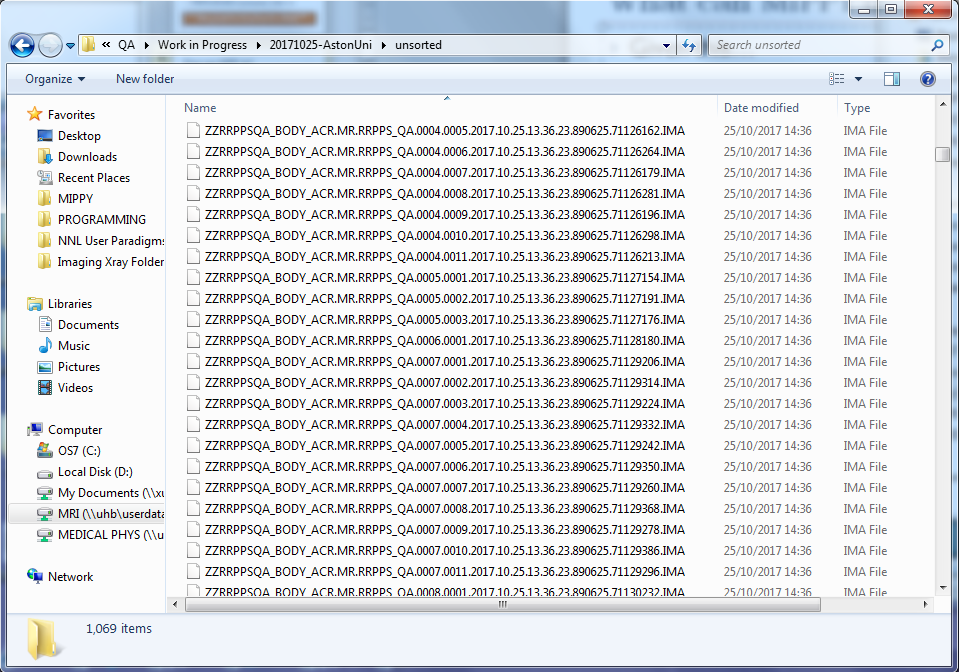 « QA ▸ Work in Progress ▸ 20171025-AstonUni ▸ unsorted
Search unsorted
Organize New folder
Favorites
Desktop
Downloads
Recent Places
MIPPY
PROGRAMMING
NNL User Paradigms
Imaging Xray Folder
Libraries
Documents
Music
Pictures
Videos
Computer
OS7 (C:)
Local Disk (D:)
My Documents (\\xu
MRI (\\uhb\userdata
MEDICAL PHYS (\\u
Network
Name Date modified Type
ZZRRPPSQA_BODY_ACR.MR.RRPPS_QA.0004.0005.2017.10.25.13.36.23.890625.71126162.IMA 25/10/2017 14:36 IMA File
ZZRRPPSQA_BODY_ACR.MR.RRPPS_QA.0004.0006.2017.10.25.13.36.23.890625.71126264.IMA 25/10/2017 14:36 IMA File
ZZRRPPSQA_BODY_ACR.MR.RRPPS_QA.0004.0007.2017.10.25.13.36.23.890625.71126179.IMA 25/10/2017 14:36 IMA File
ZZRRPPSQA_BODY_ACR.MR.RRPPS_QA.0004.0008.2017.10.25.13.36.23.890625.71126281.IMA 25/10/2017 14:36 IMA File
ZZRRPPSQA_BODY_ACR.MR.RRPPS_QA.0004.0009.2017.10.25.13.36.23.890625.71126196.IMA 25/10/2017 14:36 IMA File
ZZRRPPSQA_BODY_ACR.MR.RRPPS_QA.0004.0010.2017.10.25.13.36.23.890625.71126298.IMA 25/10/2017 14:36 IMA File
ZZRRPPSQA_BODY_ACR.MR.RRPPS_QA.0004.0011.2017.10.25.13.36.23.890625.71126213.IMA 25/10/2017 14:36 IMA File
ZZRRPPSQA_BODY_ACR.MR.RRPPS_QA.0005.0001.2017.10.25.13.36.23.890625.71127154.IMA 25/10/2017 14:36 IMA File
ZZRRPPSQA_BODY_ACR.MR.RRPPS_QA.0005.0002.2017.10.25.13.36.23.890625.71127191.IMA 25/10/2017 14:36 IMA File
ZZRRPPSQA_BODY_ACR.MR.RRPPS_QA.0005.0003.2017.10.25.13.36.23.890625.71127176.IMA 25/10/2017 14:36 IMA File
ZZRRPPSQA_BODY_ACR.MR.RRPPS_QA.0006.0001.2017.10.25.13.36.23.890625.71128180.IMA 25/10/2017 14:36 IMA File
ZZRRPPSQA_BODY_ACR.MR.RRPPS_QA.0007.0001.2017.10.25.13.36.23.890625.71129206.IMA 25/10/2017 14:36 IMA File
ZZRRPPSQA_BODY_ACR.MR.RRPPS_QA.0007.0002.2017.10.25.13.36.23.890625.71129314.IMA 25/10/2017 14:36 IMA File
ZZRRPPSQA_BODY_ACR.MR.RRPPS_QA.0007.0003.2017.10.25.13.36.23.890625.71129224.IMA 25/10/2017 14:36 IMA File
ZZRRPPSQA_BODY_ACR.MR.RRPPS_QA.0007.0004.2017.10.25.13.36.23.890625.71129332.IMA 25/10/2017 14:36 IMA File
ZZRRPPSQA_BODY_ACR.MR.RRPPS_QA.0007.0005.2017.10.25.13.36.23.890625.71129242.IMA 25/10/2017 14:36 IMA File
ZZRRPPSQA_BODY_ACR.MR.RRPPS_QA.0007.0006.2017.10.25.13.36.23.890625.71129350.IMA 25/10/2017 14:36 IMA File
ZZRRPPSQA_BODY_ACR.MR.RRPPS_QA.0007.0007.2017.10.25.13.36.23.890625.71129260.IMA 25/10/2017 14:36 IMA File
ZZRRPPSQA_BODY_ACR.MR.RRPPS_QA.0007.0008.2017.10.25.13.36.23.890625.71129368.IMA 25/10/2017 14:36 IMA File
ZZRRPPSQA_BODY_ACR.MR.RRPPS_QA.0007.0009.2017.10.25.13.36.23.890625.71129278.IMA 25/10/2017 14:36 IMA File
ZZRRPPSQA_BODY_ACR.MR.RRPPS_QA.0007.0010.2017.10.25.13.36.23.890625.71129386.IMA 25/10/2017 14:36 IMA File
ZZRRPPSQA_BODY_ACR.MR.RRPPS_QA.0007.0011.2017.10.25.13.36.23.890625.71129296.IMA 25/10/2017 14:36 IMA File
ZZRRPPSQA_BODY_ACR.MR.RRPPS_QA.0008.0001.2017.10.25.13.36.23.890625.71130232.IMA 25/10/2017 14:36 IMA File
1,069 items